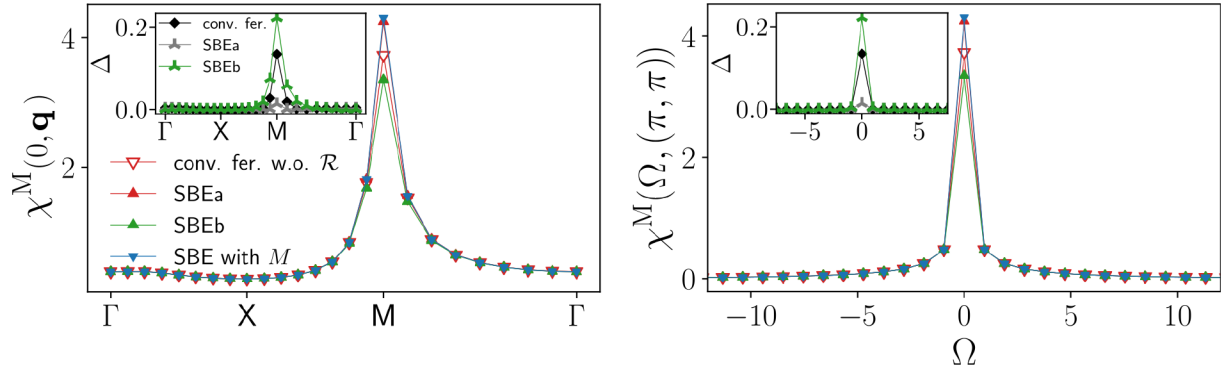 χ^M(0, q)
4
2
Γ
X
M
Γ
conv. fer. w.o. ℛ
SBEa
SBEb
SBE with M
Δ
0.2
0.0
Γ
X
M
Γ
conv. fer.
SBEa
SBEb
χ^M(Ω, (π, π))
4
2
0
−10
−5
0
5
10
Ω
Δ
0.2
0.0
−5
0
5